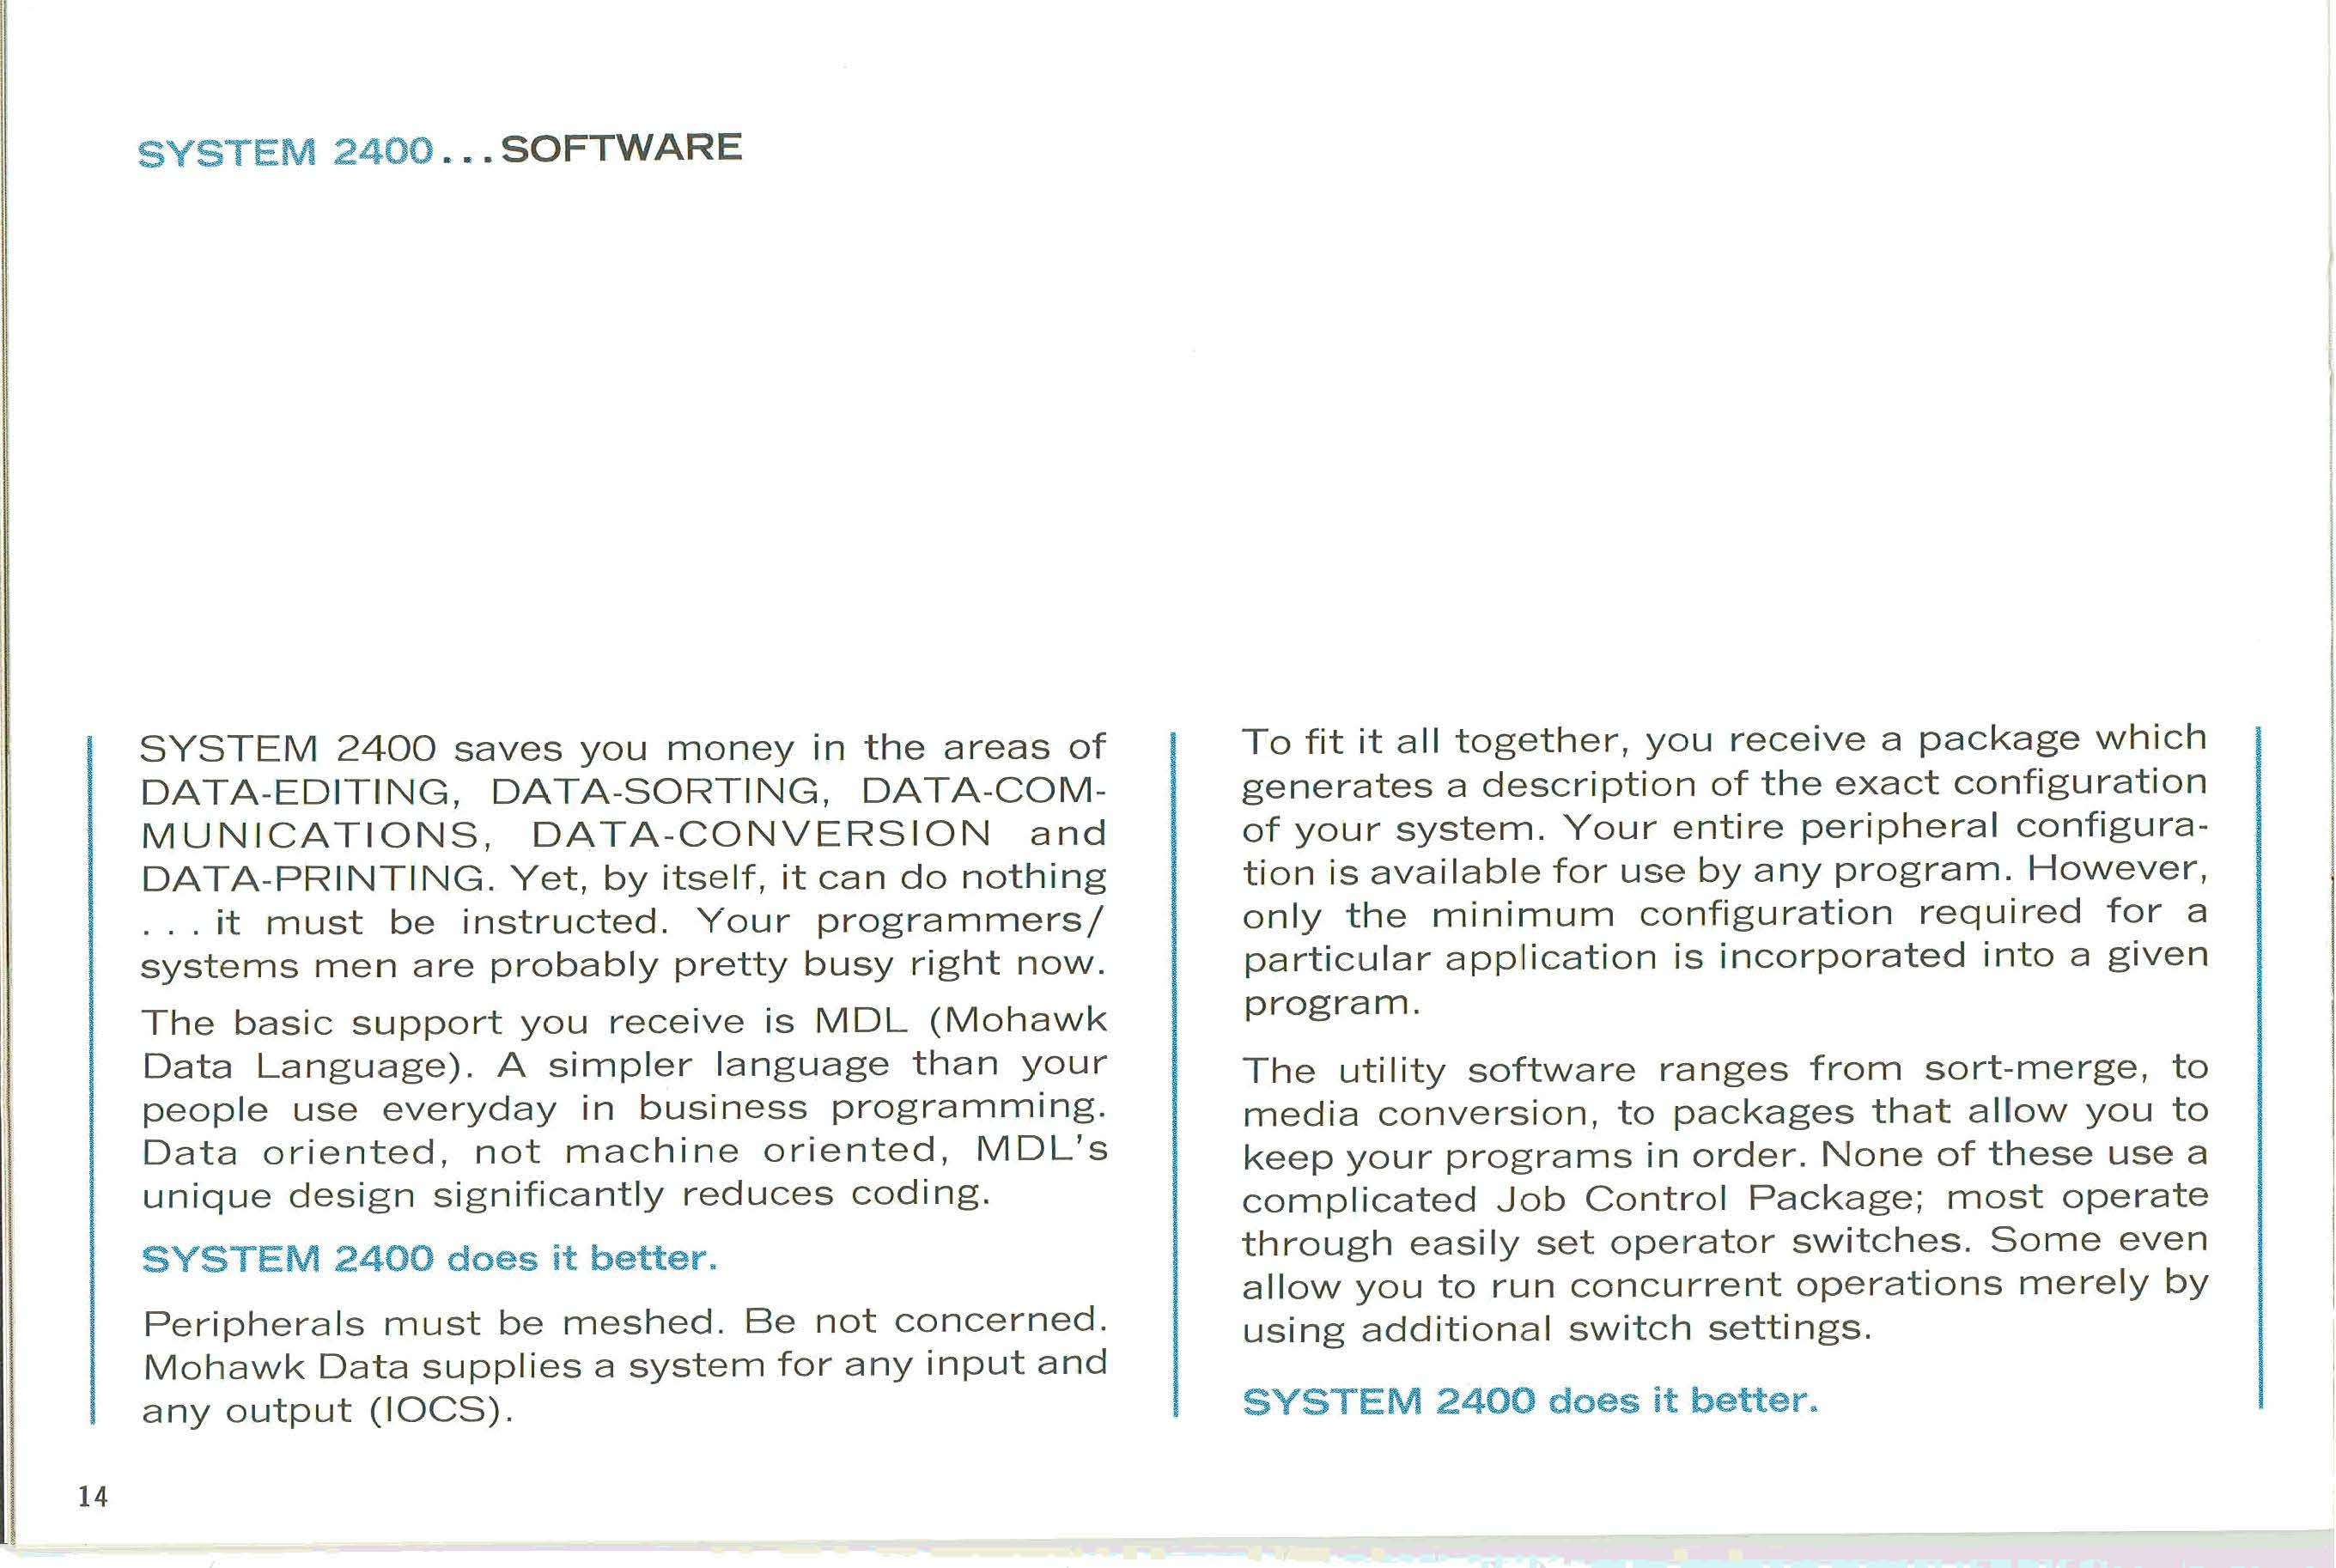 SYSTEM 2400...SOFTWARE
SYSTEM 2400 saves you money in the areas of
DATA-EDITING, DATA-SORTING, DATA-COM-
MUNICATIONS, DATA-CONVERSION and
DATA-PRINTING. Yet, by itself, it can do nothing
. . . it must be instructed. Your programmers/
systems men are probably pretty busy right now.
The basic support you receive is MDL (Mohawk
Data Language). A simpler language than your
people use everyday in business programming.
Data oriented, not machine oriented, MDL's
unique design significantly reduces coding.
SYSTEM 2400 does it better.
Peripherals must be meshed. Be not concerned.
Mohawk Data supplies a system for any input and
any output (IOCS).
To fit it all together, you receive a package which
generates a description of the exact configuration
of your system. Your entire peripheral configura-
tion is available for use by any program. However,
only the minimum configuration required for a
particular application is incorporated into a given
program.
The utility software ranges from sort-merge, to
media conversion, to packages that allow you to
keep your programs in order. None of these use a
complicated Job Control Package; most operate
through easily set operator switches. Some even
allow you to run concurrent operations merely by
using additional switch settings.
SYSTEM 2400 does it better.
14